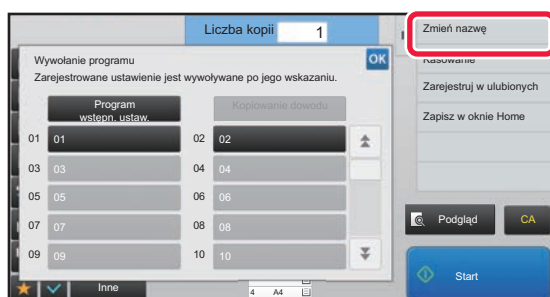 Liczba kopii 1
Wywołanie programu
OK
Zarejestrowane ustawienie jest wywoływane po jego wskazaniu.
Program
wstępn. ustaw.
Kopiowanie dowodu
01 01
02 02
03 03
04 04
05 05
06 06
07 07
08 08
09 09
10 10
Inne
4 A4
Zmień nazwę
Kasowanie
Zarejestruj w ulubionych
Zapisz w oknie Home
Podgląd
CA
Start